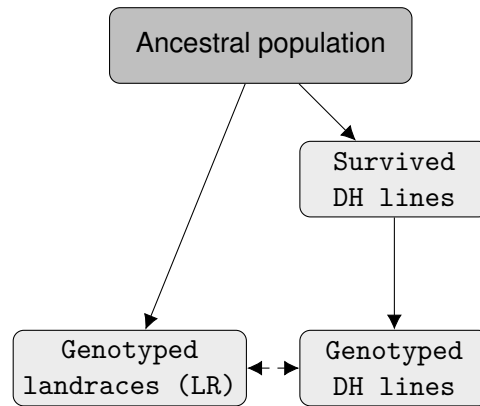 Ancestral population
Survived
DH lines
Genotyped
landraces (LR)
Genotyped
DH lines